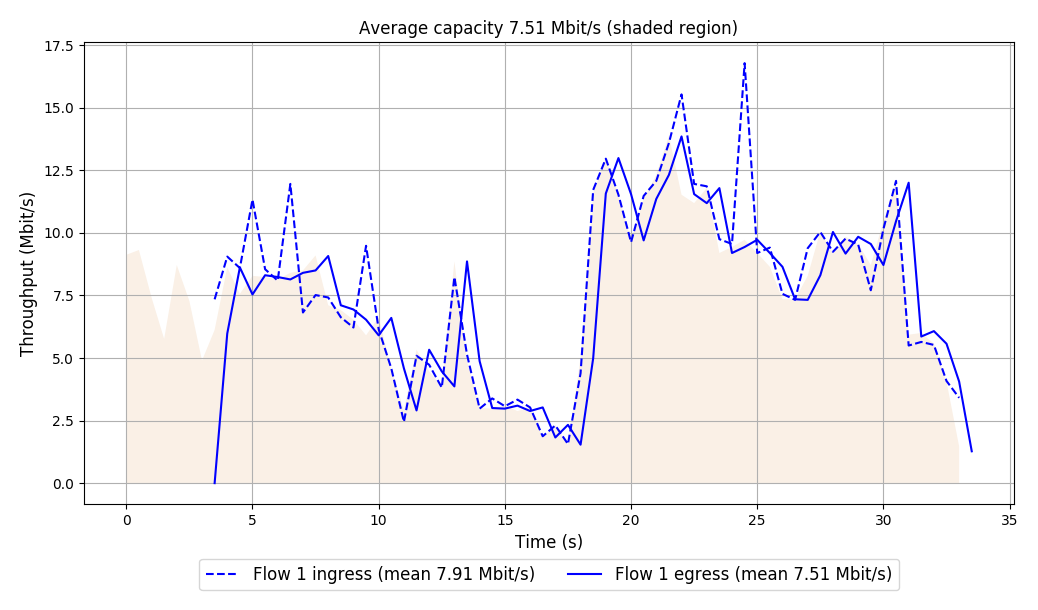 Average capacity 7.51 Mbit/s (shaded region)
17.5
15.0
12.5
10.0
7.5
5.0
2.5
0.0
Throughput (Mbit/s)
0 5 10 15 20 25 30 35
Time (s)
Flow 1 ingress (mean 7.91 Mbit/s) Flow 1 egress (mean 7.51 Mbit/s)